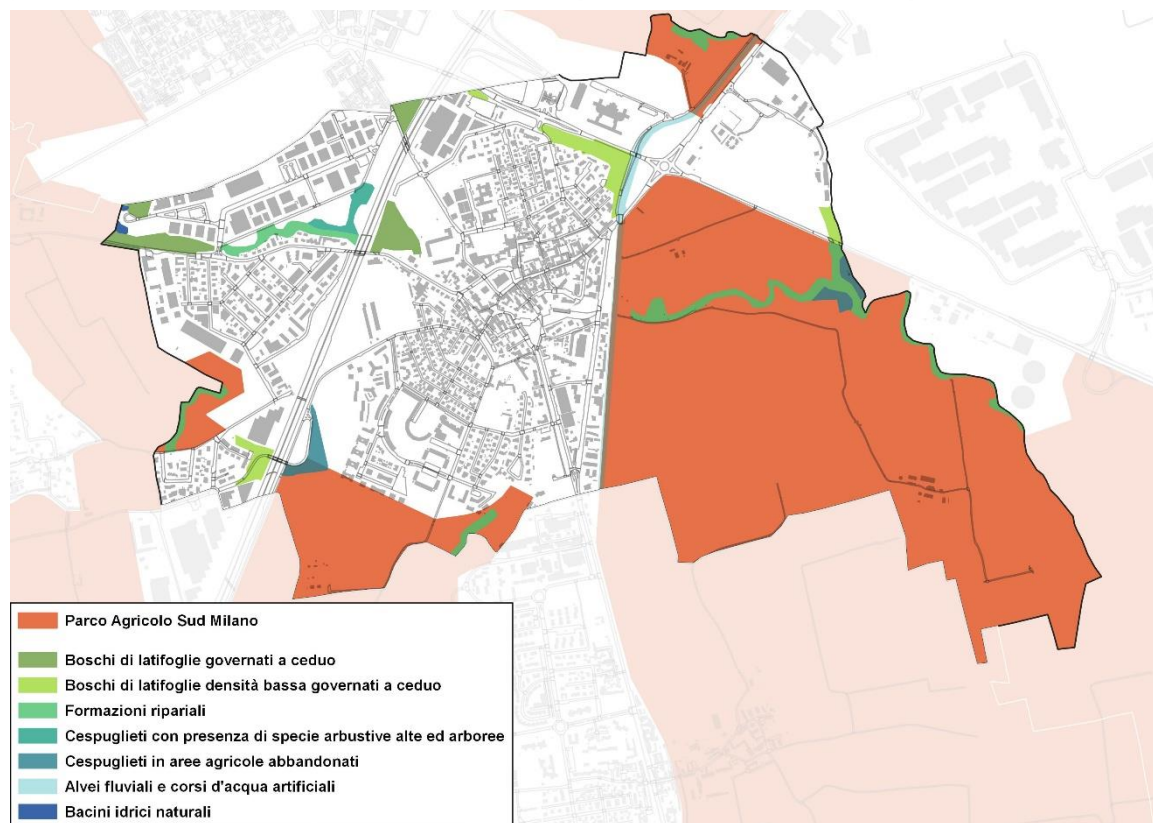 Parco Agricolo Sud Milano
Boschi di latifoglie governati a ceduo
Boschi di latifoglie densità bassa governati a ceduo
Formazioni ripariali
Cespuglieti con presenza di specie arbustive alte ed arboree
Cespuglieti in aree agricole abbandonati
Alvei fluviali e corsi d'acqua artificiali
Bacini idrici naturali